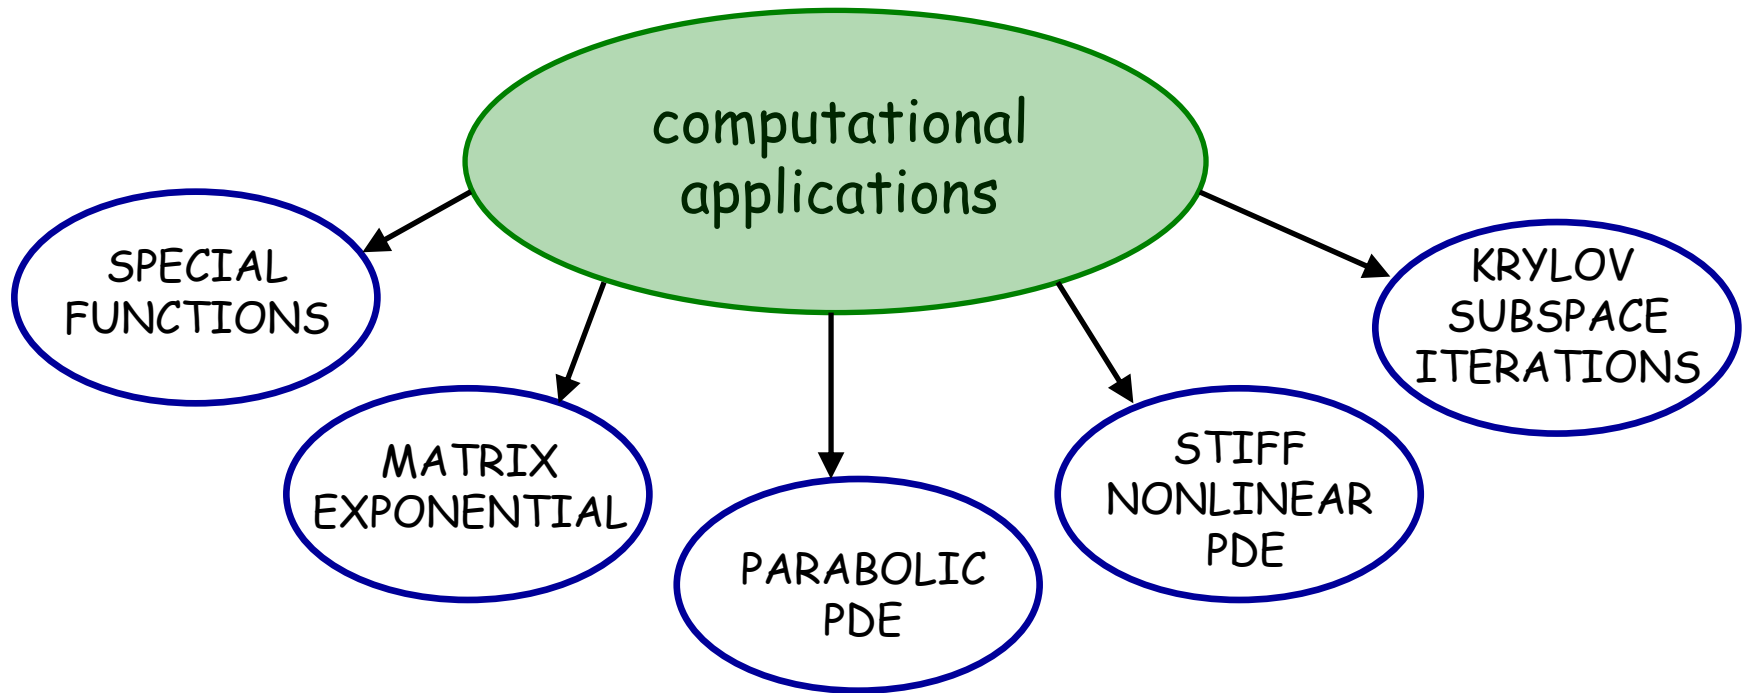 computational
applications
SPECIAL
FUNCTIONS
MATRIX
EXPONENTIAL
PARABOLIC
PDE
STIFF
NONLINEAR
PDE
KRYLOV
SUBSPACE
ITERATIONS